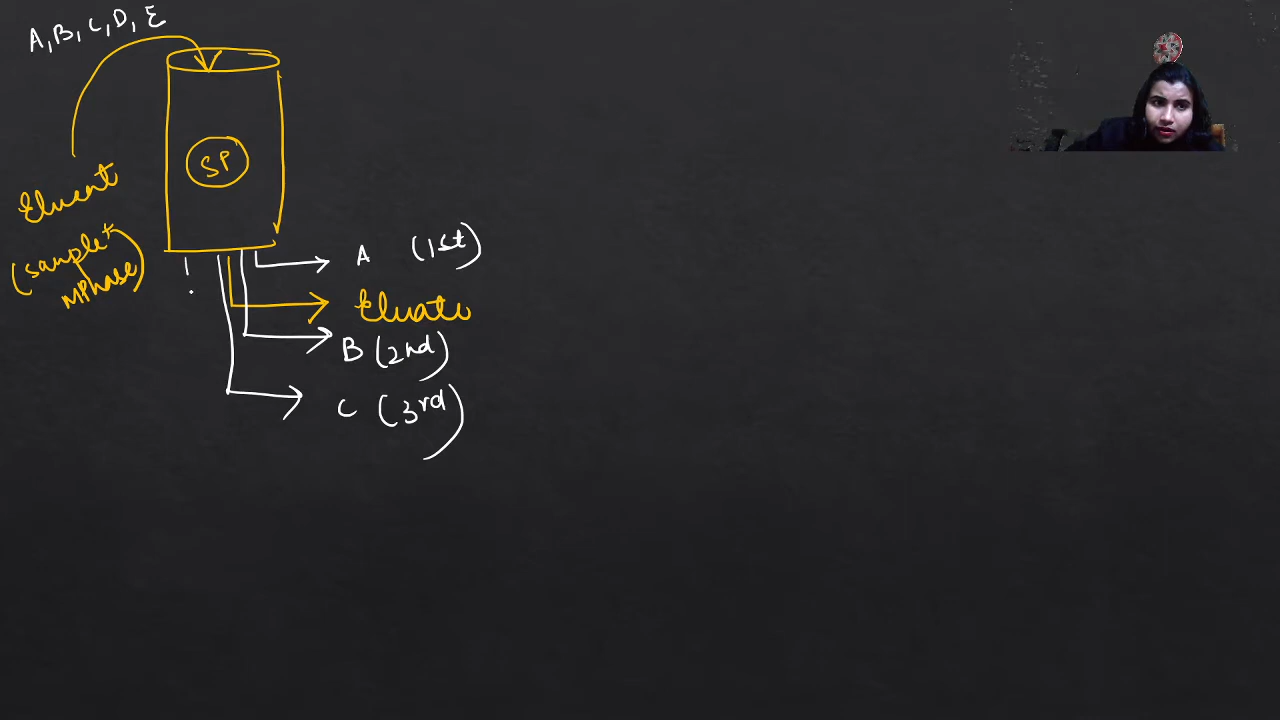 A, B, C, D, E
SP
Eluent
(sample+
MPhase)
A (1st)
Eluate
B (2nd)
C (3rd)